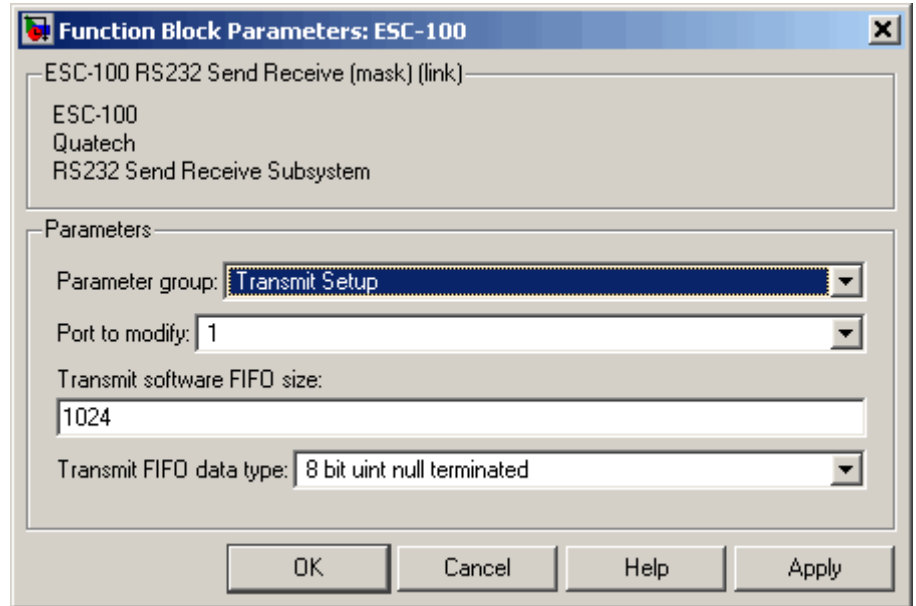 Function Block Parameters: ESC-100
ESC-100 RS232 Send Receive (mask) (link)
ESC-100
Quatech
RS232 Send Receive Subsystem
Parameters
Parameter group: Transmit Setup
Port to modify: 1
Transmit software FIFO size:
1024
Transmit FIFO data type: 8 bit uint null terminated
OK Cancel Help Apply